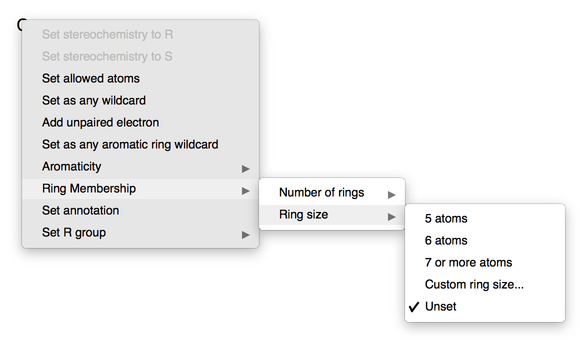 Set stereochemistry to R
Set stereochemistry to S
Set allowed atoms
Set as any wildcard
Add unpaired electron
Set as any aromatic ring wildcard
Aromaticity
Ring Membership
Set annotation
Set R group
Number of rings
Ring size
5 atoms
6 atoms
7 or more atoms
Custom ring size...
Unset